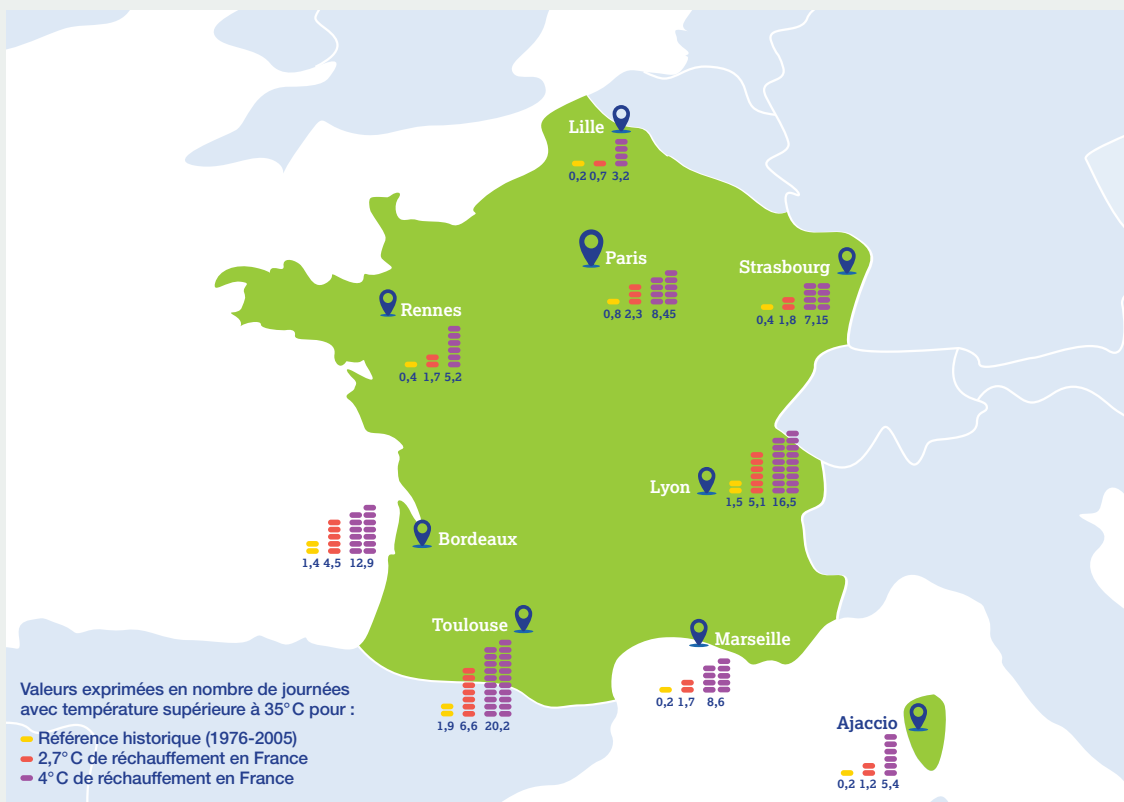 Lille
0,2 0,7 3,2
Paris
0,8 2,3 8,45
Strasbourg
0,4 1,8 7,15
Rennes
0,4 1,7 5,2
Lyon
1,5 5,1 16,5
Bordeaux
1,4 4,5 12,9
Toulouse
1,9 6,6 20,2
Marseille
0,2 1,7 8,6
Ajaccio
0,2 1,2 5,4
Valeurs exprimées en nombre de journées
avec température supérieure à 35°C pour :
Référence historique (1976-2005)
2,7°C de réchauffement en France
4°C de réchauffement en France